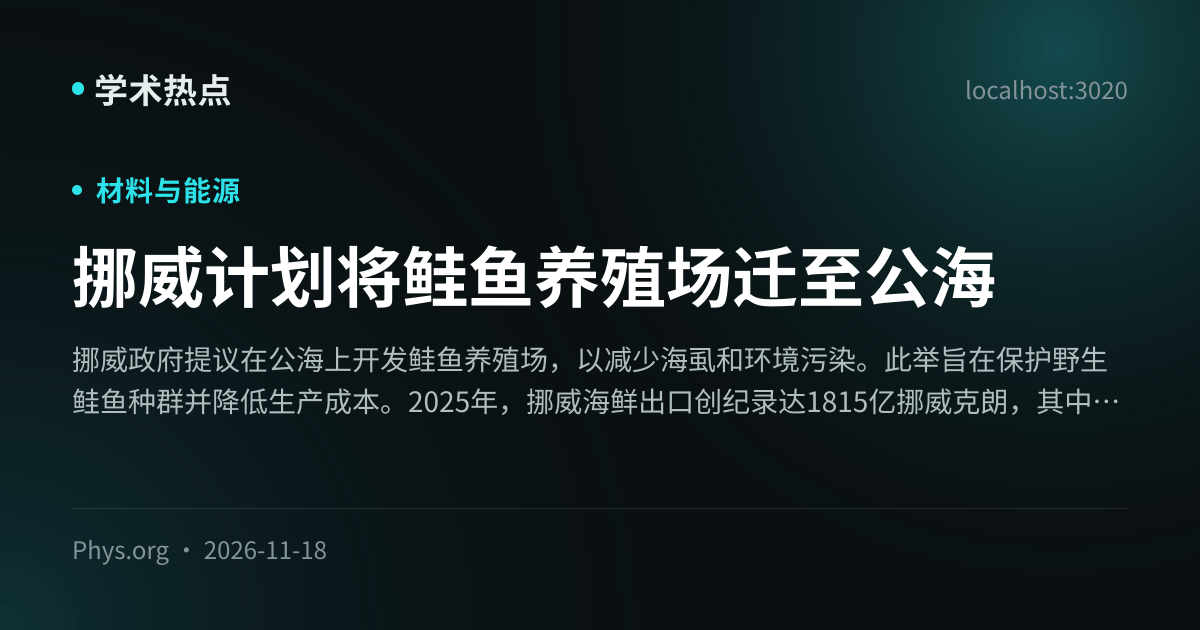 学术热点
localhost:3020
材料与能源
挪威计划将鲑鱼养殖场迁至公海
挪威政府提议在公海上开发鲑鱼养殖场，以减少海虱和环境污染。此举旨在保护野生
鲑鱼种群并降低生产成本。2025年，挪威海鲜出口创纪录达1815亿挪威克朗，其中…
Phys.org • 2026-11-18